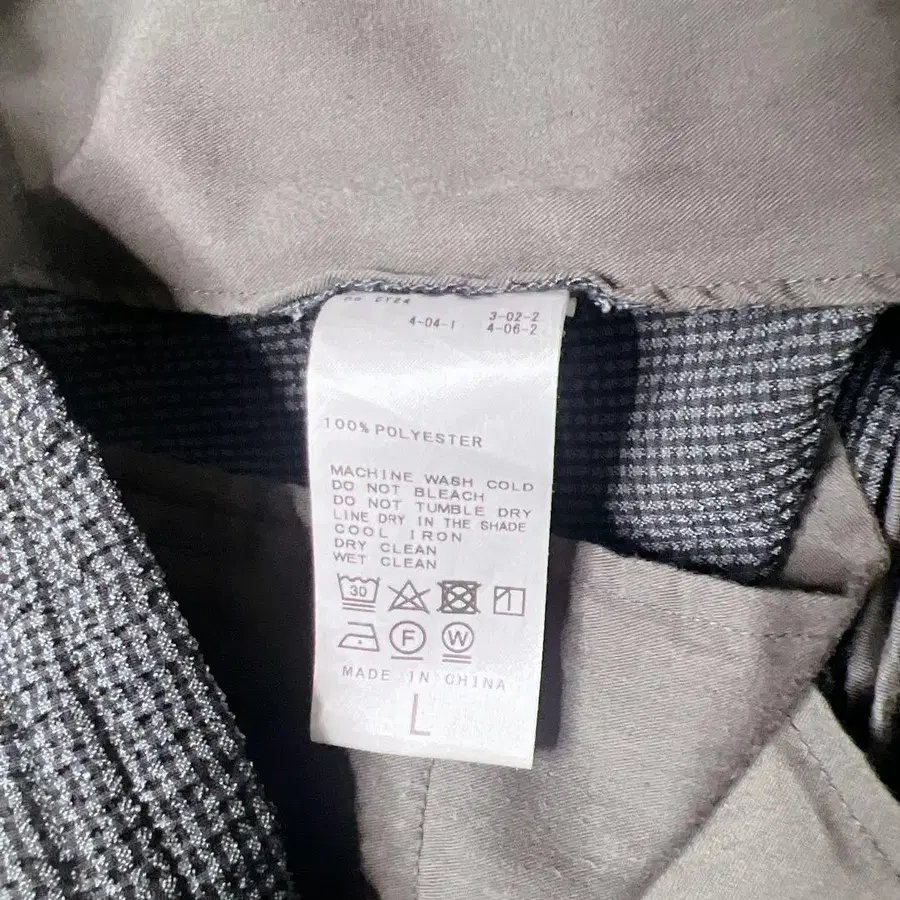 4-04-1 3-02-2
4-06-2
100% POLYESTER
MACHINE WASH COLD
DO NOT BLEACH
DO NOT TUMBLE DRY
LINE DRY IN THE SHADE
COOL IRON
DRY CLEAN
WET CLEAN
30
F W
MADE IN CHINA
L